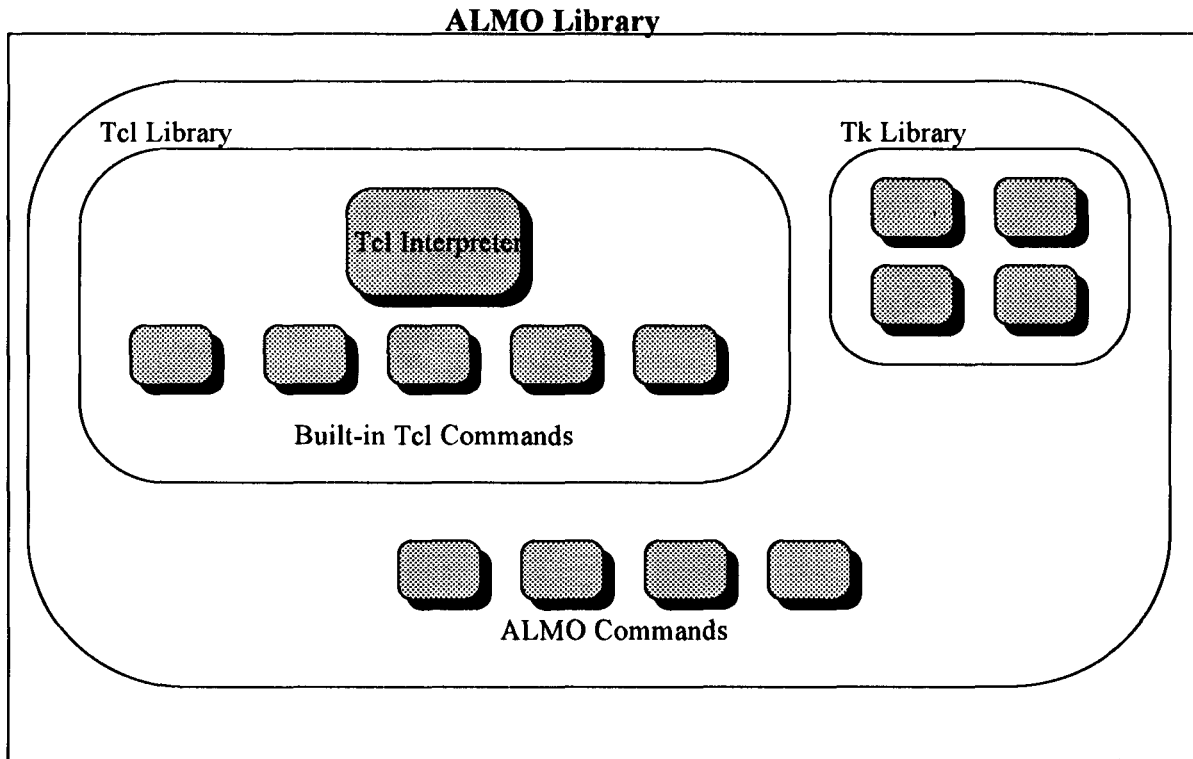 ALMO Library
Tcl Library
Tk Library
Tcl Interpreter
Built-in Tcl Commands
ALMO Commands